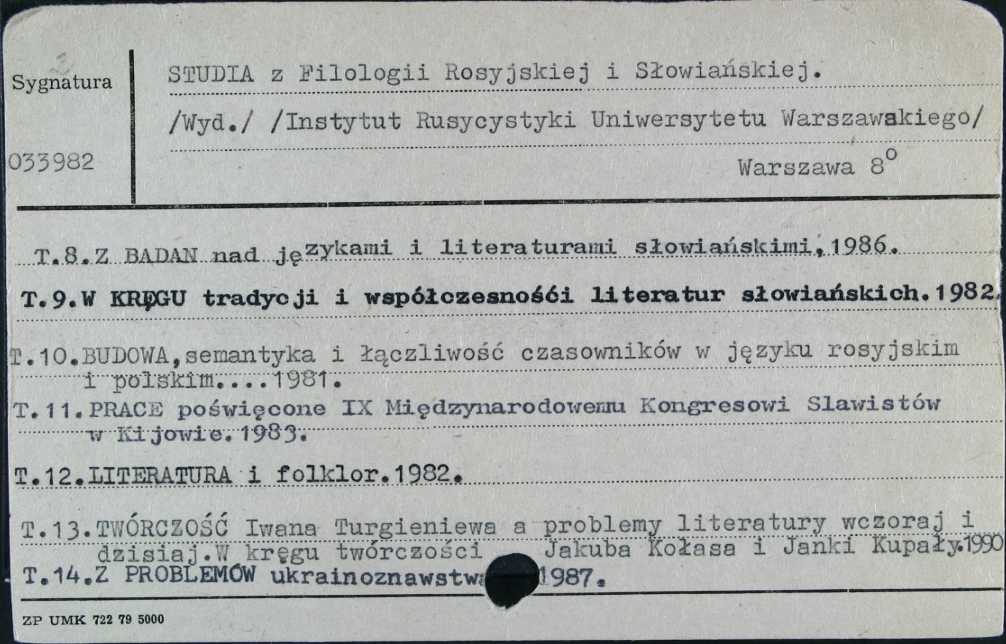 Sygnatura
033982
STUDIA z Filologii Rosyjskiej i Słowiańskiej.
/Wyd./ /Instytut Rusycystyki Uniwersytetu Warszawskiego/
Warszawa 8°
T.8.Z BADAN nad językami i literaturami słowiańskimi,1986.
T.9.W KRĘGU tradycji i współczesnośći literatur słowiańskich.1982.
T.10.BUDOWA,semantyka i łączliwość czasowników w języku rosyjskim
i polskim....1981.
T.11.PRACE poświęcone IX Międzynarodowemu Kongresowi Slawistów
w Kijowie.1983.
T.12.LITERATURA i folklor.1982.
T.13.TWÓRCZOŚĆ Iwana Turgieniewa a problemy literatury wczoraj i
dzisiaj.W kręgu twórczości Jakuba Kołasa i Janki Kupały.1990
T.14.Z PROBLEMÓW ukrainoznawstwa 1987.
ZP UMK 722 79 5000